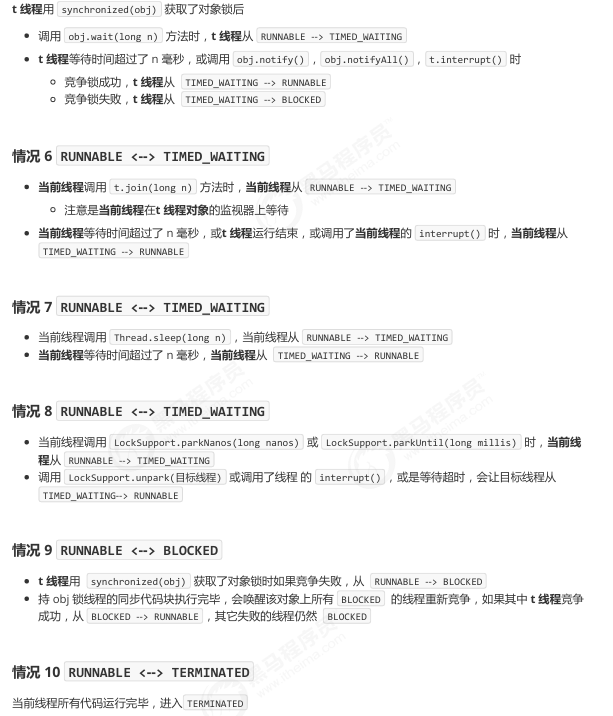 t 线程用 synchronized(obj) 获取了对象锁后
调用 obj.wait(long n) 方法时，t 线程从 RUNNABLE --> TIMED_WAITING
t 线程等待时间超过了 n 毫秒，或调用 obj.notify() ， obj.notifyAll() ， t.interrupt() 时
竞争锁成功，t 线程从 TIMED_WAITING --> RUNNABLE
竞争锁失败，t 线程从 TIMED_WAITING --> BLOCKED
情况 6 RUNNABLE <--> TIMED_WAITING
当前线程调用 t.join(long n) 方法时，当前线程从 RUNNABLE --> TIMED_WAITING
注意是当前线程在t 线程对象的监视器上等待
当前线程等待时间超过了 n 毫秒，或t 线程运行结束，或调用了当前线程的 interrupt() 时，当前线程从
TIMED_WAITING --> RUNNABLE
情况 7 RUNNABLE <--> TIMED_WAITING
当前线程调用 Thread.sleep(long n) ，当前线程从 RUNNABLE --> TIMED_WAITING
当前线程等待时间超过了 n 毫秒，当前线程从 TIMED_WAITING --> RUNNABLE
情况 8 RUNNABLE <--> TIMED_WAITING
当前线程调用 LockSupport.parkNanos(long nanos) 或 LockSupport.parkUntil(long millis) 时，当前线
程从 RUNNABLE --> TIMED_WAITING
调用 LockSupport.unpark(目标线程) 或调用了线程 的 interrupt() ，或是等待超时，会让目标线程从
TIMED_WAITING--> RUNNABLE
情况 9 RUNNABLE <--> BLOCKED
t 线程用 synchronized(obj) 获取了对象锁时如果竞争失败，从 RUNNABLE --> BLOCKED
持 obj 锁线程的同步代码块执行完毕，会唤醒该对象上所有 BLOCKED 的线程重新竞争，如果其中 t 线程竞争
成功，从 BLOCKED --> RUNNABLE ，其它失败的线程仍然 BLOCKED
情况 10 RUNNABLE <--> TERMINATED
当前线程所有代码运行完毕，进入 TERMINATED